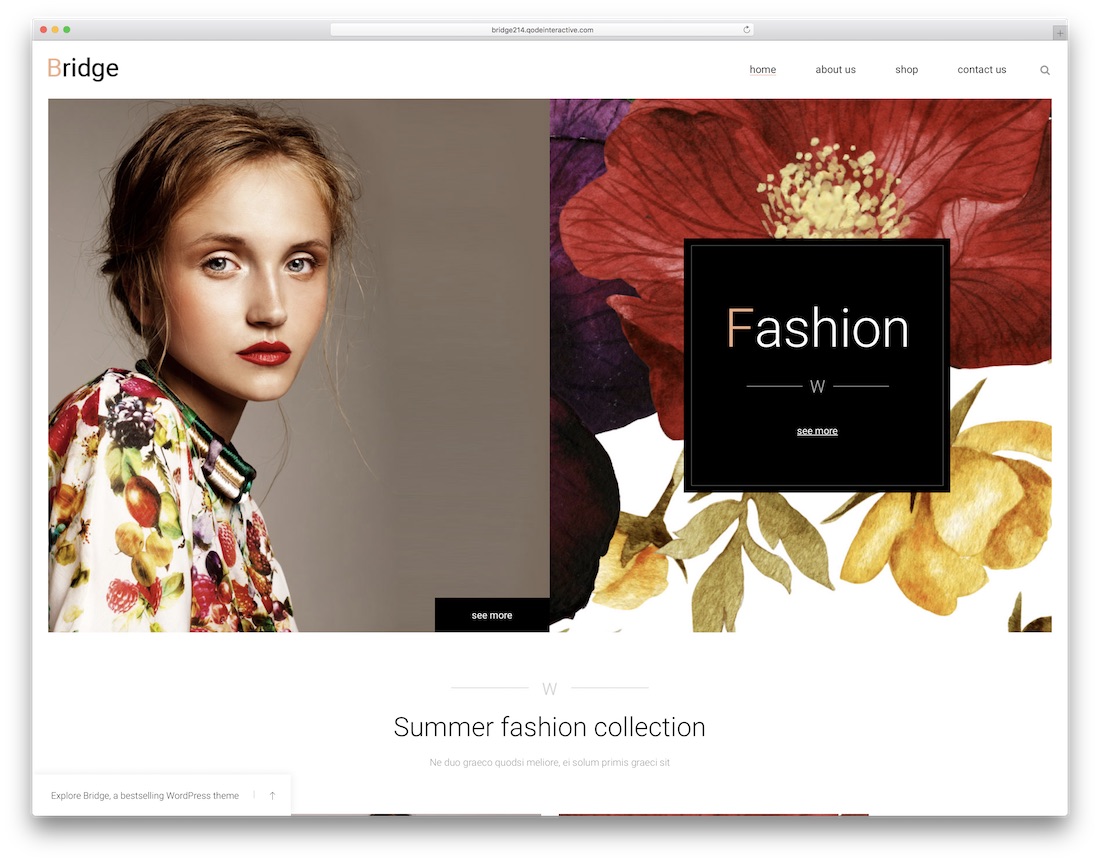 bridge214.qodeinteractive.com
Bridge
home about us shop contact us
Fashion
W
see more
see more
W
Summer fashion collection
Ne duo graeco quodsi meliore, ei solum primis graeci sit
Explore Bridge, a bestselling WordPress theme